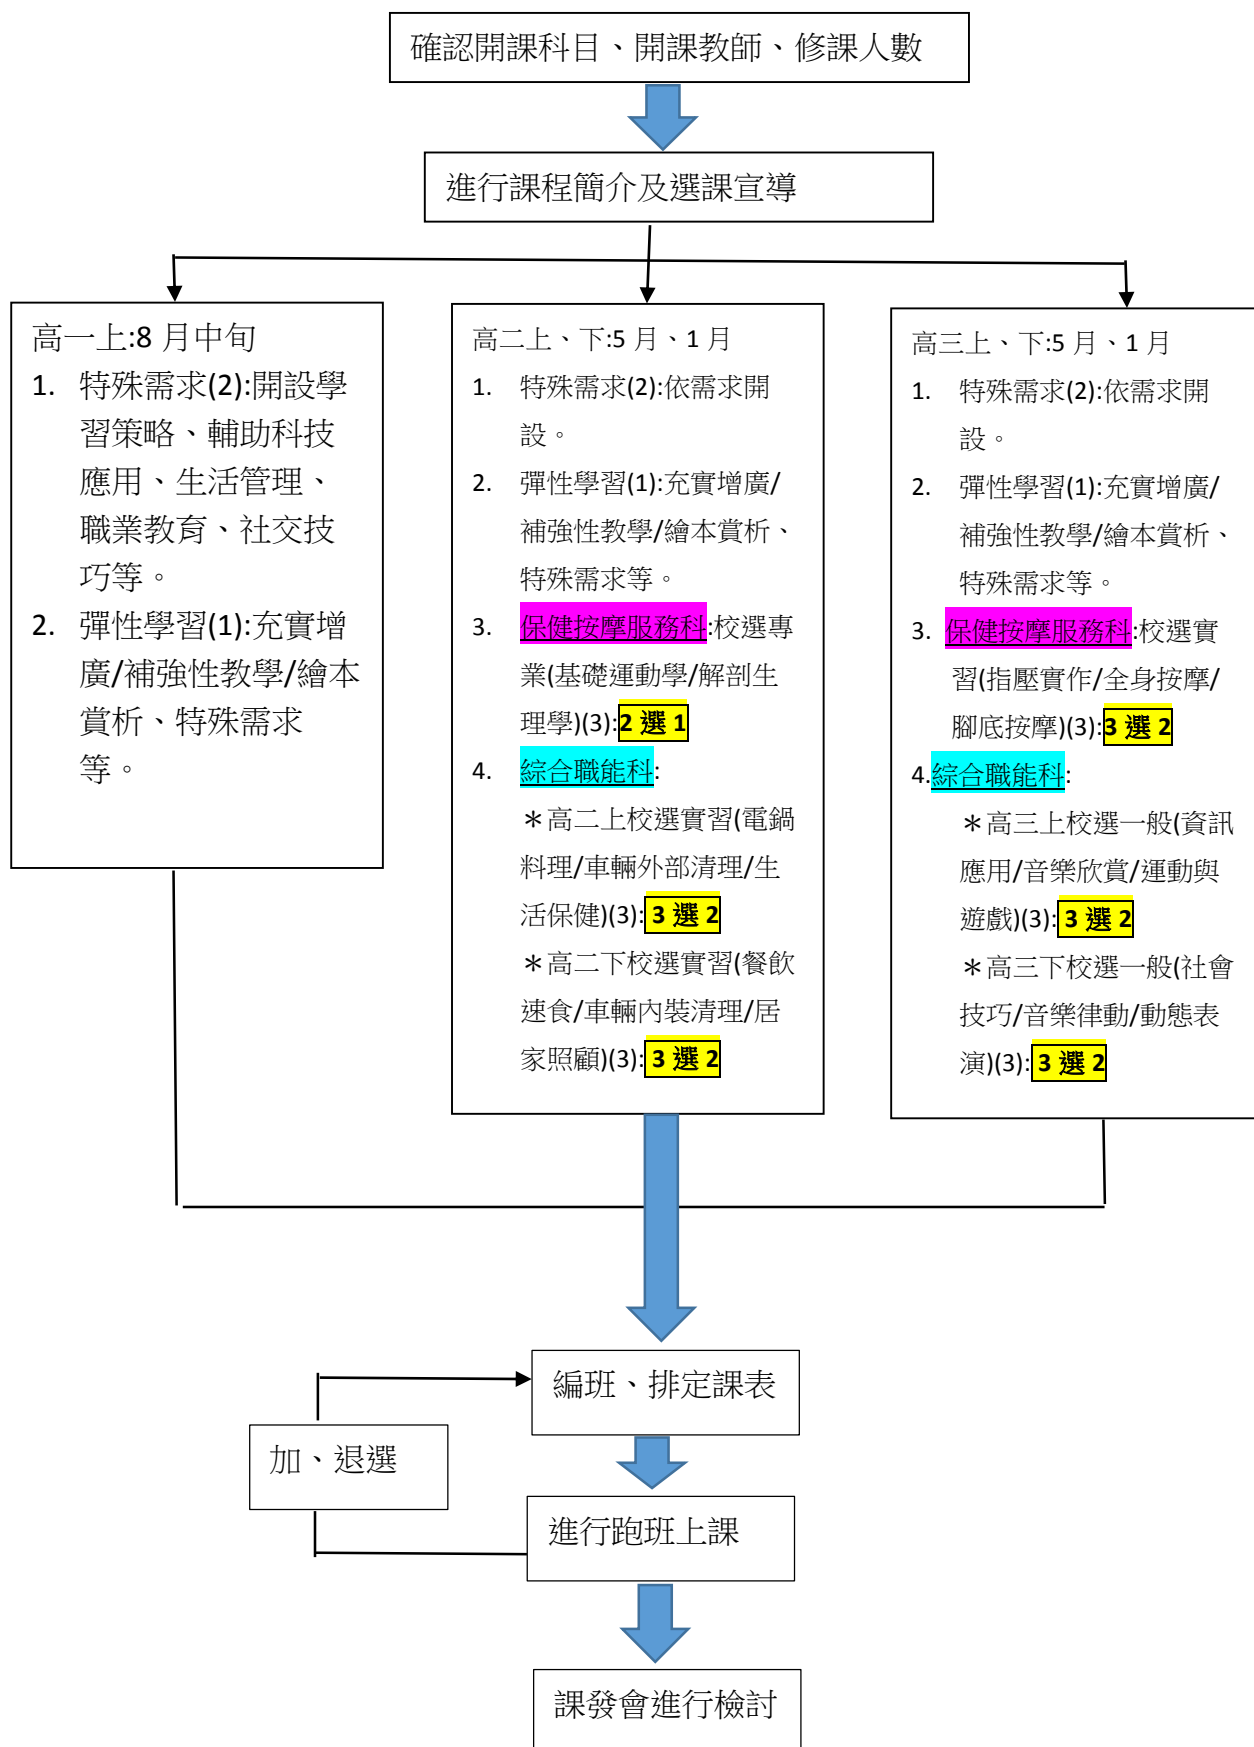 確認開課科目、開課教師、修課人數
進行課程簡介及選課宣導
高一上:8 月中旬
1. 特殊需求(2):開設學
習策略、輔助科技
應用、生活管理、
職業教育、社交技
巧等。
2. 彈性學習(1):充實增
廣/補強性教學/繪本
賞析、特殊需求
等。
高二上、下:5 月、1 月
1. 特殊需求(2):依需求開
設。
2. 彈性學習(1):充實增廣/
補強性教學/繪本賞析、
特殊需求等。
3. 保健按摩服務科:校選專
業(基礎運動學/解剖生
理學)(3):2 選 1
4. 綜合職能科:
＊高二上校選實習(電鍋
料理/車輛外部清理/生
活保健)(3): 3 選 2
＊高二下校選實習(餐飲
速食/車輛內裝清理/居
家照顧)(3): 3 選 2
高三上、下:5 月、1 月
1. 特殊需求(2):依需求開
設。
2. 彈性學習(1):充實增廣/
補強性教學/繪本賞析、
特殊需求等。
3. 保健按摩服務科:校選實
習(指壓實作/全身按摩/
腳底按摩)(3):3 選 2
4.綜合職能科:
＊高三上校選一般(資訊
應用/音樂欣賞/運動與
遊戲)(3): 3 選 2
＊高三下校選一般(社會
技巧/音樂律動/動態表
演)(3): 3 選 2
編班、排定課表
加、退選
進行跑班上課
課發會進行檢討